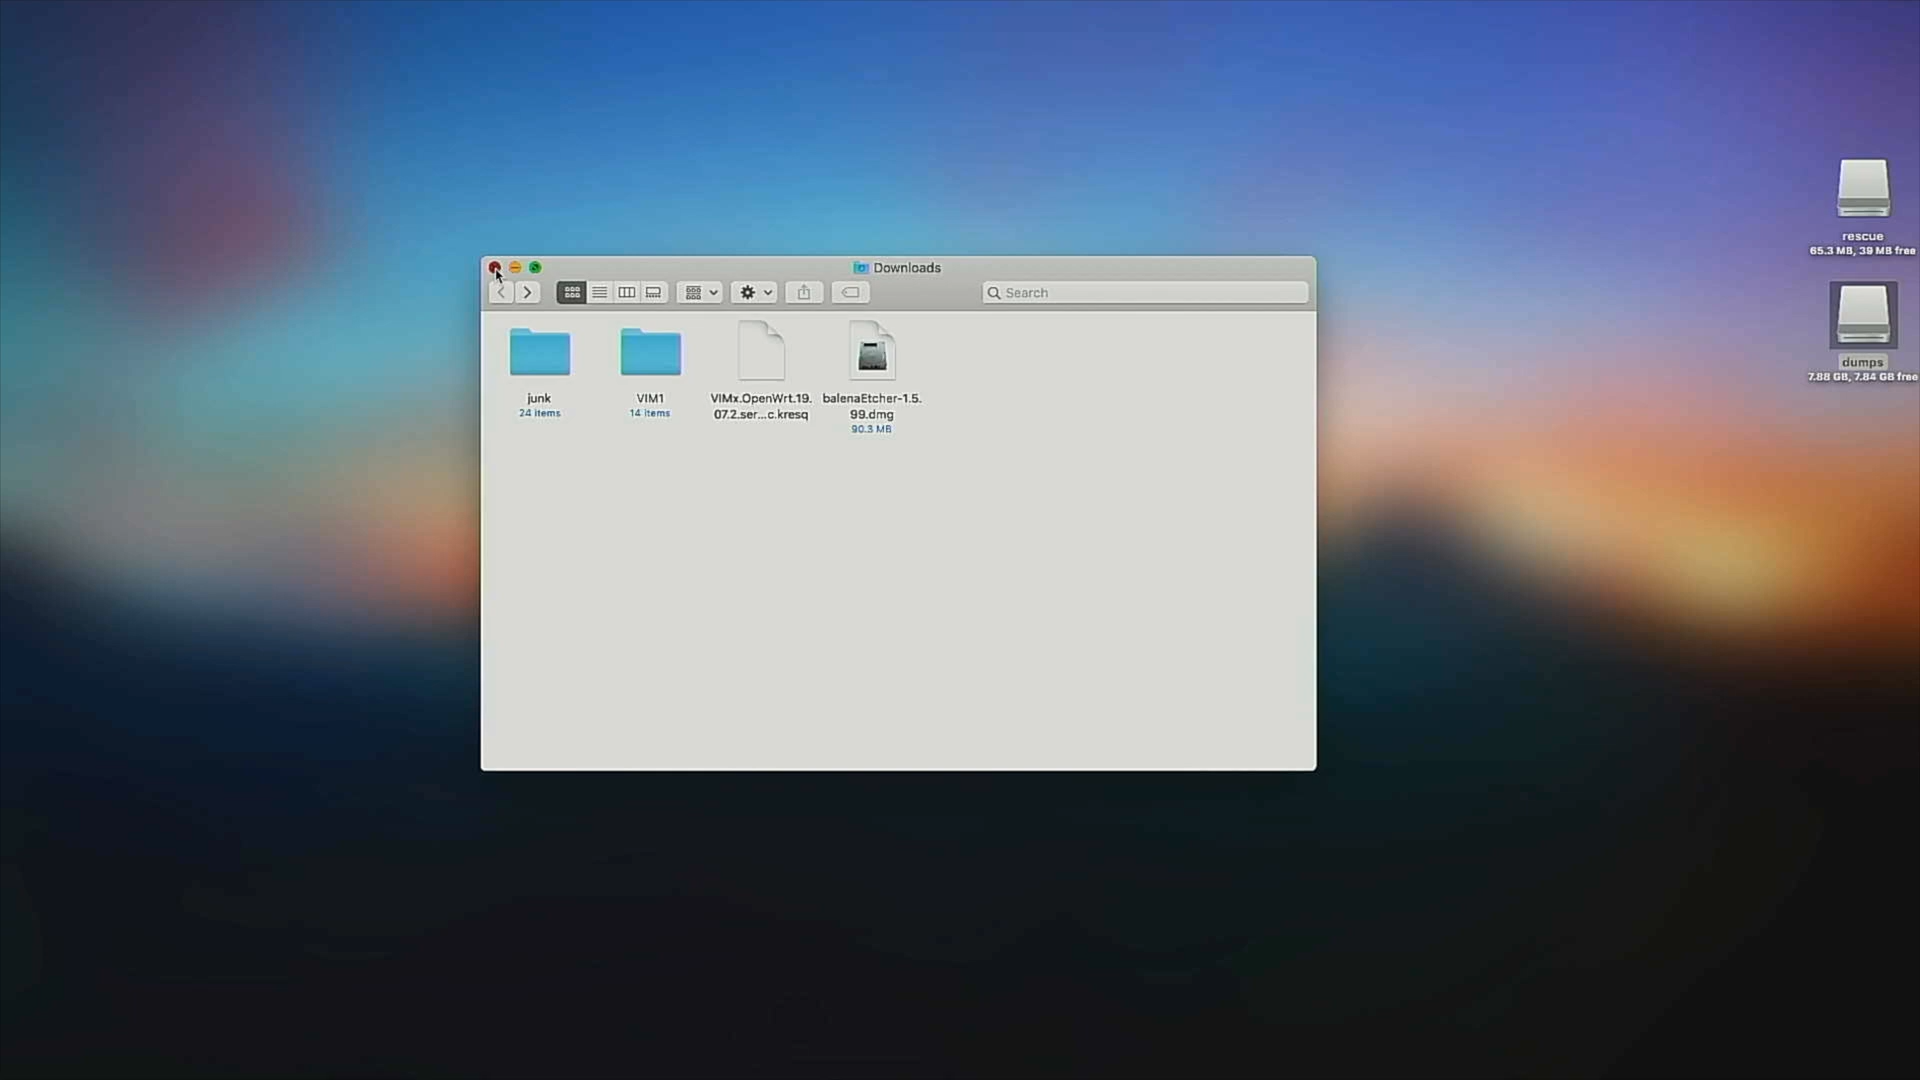 Downloads
Search
junk
24 items
VIM1
14 items
VIMx.OpenWrt.19.
07.2.ser...c.kresq
balenaEtcher-1.5.
99.dmg
90.3 MB
rescue
65.3 MB, 39 MB free
dumps
7.88 GB, 7.84 GB free